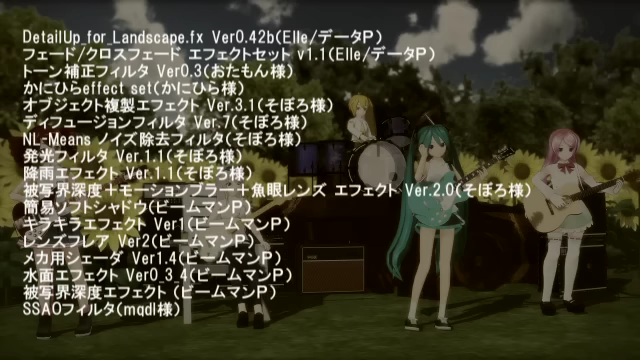 DetailUp_for_Landscape.fx Ver0.42b(Elle/データP)
フェード/クロスフェード エフェクトセット v1.1(Elle/データP)
トーン補正フィルタ Ver0.3(おたもん様)
かにひらeffect set(かにひら様)
オブジェクト複製エフェクト Ver.3.1(そぼろ様)
ディフュージョンフィルタ Ver.7(そぼろ様)
NL-Means ノイズ除去フィルタ(そぼろ様)
発光フィルタ Ver.1.1(そぼろ様)
降雨エフェクト Ver.1.1(そぼろ様)
被写界深度＋モーションブラー＋魚眼レンズ エフェクト Ver.2.0(そぼろ様)
簡易ソフトシャドウ(ビームマンP)
キラキラエフェクト Ver1(ビームマンP)
レンズフレア Ver2(ビームマンP)
メカ用シェーダ Ver1.4(ビームマンP)
水面エフェクト Ver0_3_4(ビームマンP)
被写界深度エフェクト (ビームマンP)
SSAOフィルタ(mqdl様)